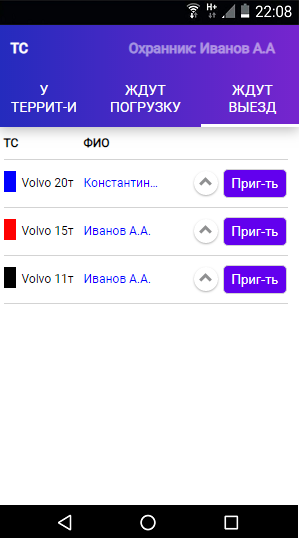 H+ 22:08
ТС Охранник: Иванов А.А
У ЖДУТ ЖДУТ
ТЕРРИТ-И ПОГРУЗКУ ВЫЕЗД
ТС ФИО
Volvo 20т Константин... Приг-ть
Volvo 15т Иванов А.А. Приг-ть
Volvo 11т Иванов А.А. Приг-ть